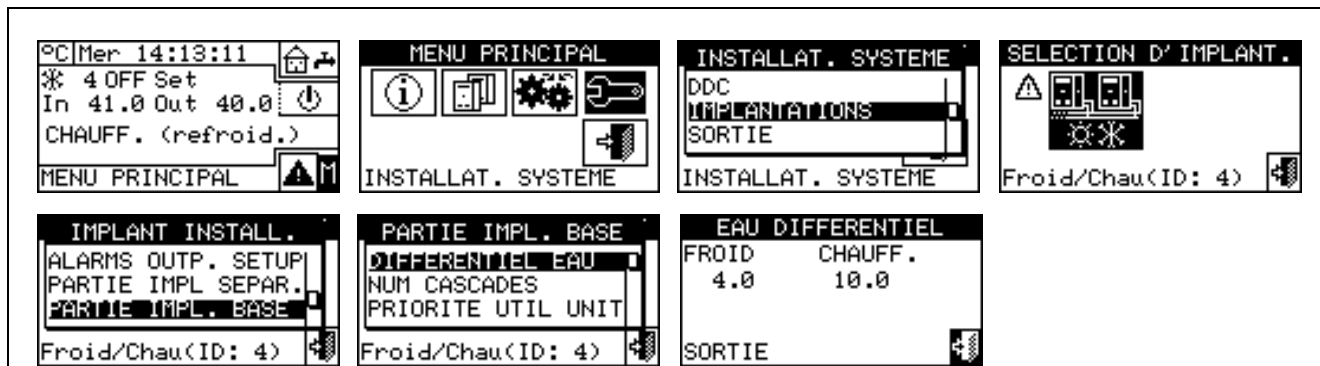 °C Mer 14:13:11
4 OFF Set
In 41.0 Out 40.0
CHAUFF. (refroid.)
MENU PRINCIPAL M
MENU PRINCIPAL
INSTALLAT. SYSTEME
INSTALLAT. SYSTEME
DDC
IMPLANTATIONS
SORTIE
INSTALLAT. SYSTEME
SELECTION D'IMPLANT.
Froid/Chau(ID: 4)
IMPLANT INSTALL.
ALARMS OUTP. SETUP
PARTIE IMPL SEPAR.
PARTIE IMPL. BASE
Froid/Chau(ID: 4)
PARTIE IMPL. BASE
DIFFERENTIEL EAU
NUM CASCADES
PRIORITE UTIL UNIT
Froid/Chau(ID: 4)
EAU DIFFERENTIEL
FROID CHAUFF.
4.0 10.0
SORTIE